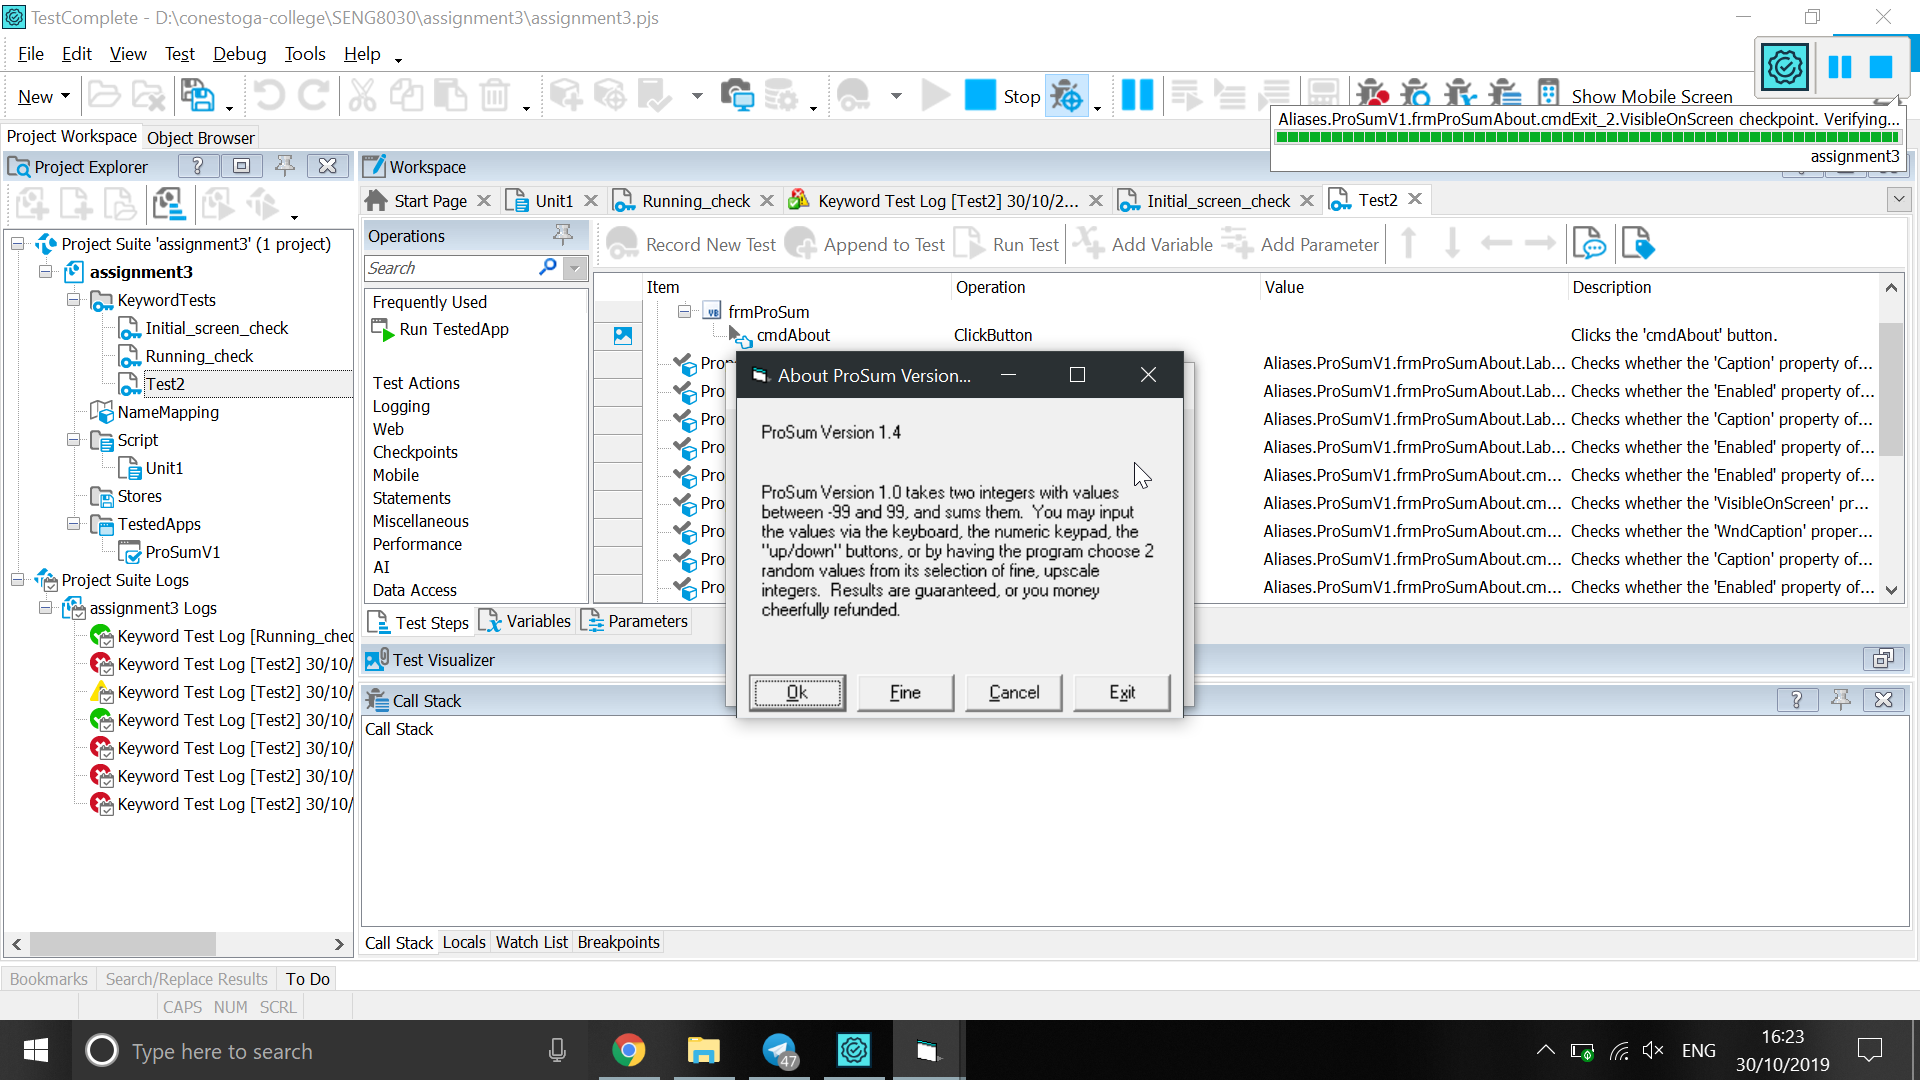 TestComplete - D:\conestoga-college\SENG8030\assignment3\assignment3.pjs
File Edit View Test Debug Tools Help
New Stop Show Mobile Screen
Aliases.ProSumV1.frmProSumAbout.cmdExit_2.VisibleOnScreen checkpoint. Verifying...
assignment3
Project Workspace Object Browser
Project Explorer
Workspace
Start Page Unit1 Running_check Keyword Test Log [Test2] 30/10/2... Initial_screen_check Test2
Operations
Record New Test Append to Test Run Test Add Variable Add Parameter
Search
Project Suite 'assignment3' (1 project)
assignment3
KeywordTests
Initial_screen_check
Running_check
Test2
NameMapping
Script
Unit1
Stores
TestedApps
ProSumV1
Project Suite Logs
assignment3 Logs
Keyword Test Log [Running_chec
Keyword Test Log [Test2] 30/10/
Keyword Test Log [Test2] 30/10/
Keyword Test Log [Test2] 30/10/
Keyword Test Log [Test2] 30/10/
Keyword Test Log [Test2] 30/10/
Keyword Test Log [Test2] 30/10/
Frequently Used
Run TestedApp
Test Actions
Logging
Web
Checkpoints
Mobile
Statements
Miscellaneous
Performance
AI
Data Access
Item Operation Value Description
frmProSum
cmdAbout ClickButton Clicks the 'cmdAbout' button.
Pro Aliases.ProSumV1.frmProSumAbout.Lab... Checks whether the 'Caption' property of...
Pro Aliases.ProSumV1.frmProSumAbout.Lab... Checks whether the 'Enabled' property of...
Pro Aliases.ProSumV1.frmProSumAbout.Lab... Checks whether the 'Caption' property of...
Pro Aliases.ProSumV1.frmProSumAbout.Lab... Checks whether the 'Enabled' property of...
Pro Aliases.ProSumV1.frmProSumAbout.cm... Checks whether the 'Enabled' property of...
Pro Aliases.ProSumV1.frmProSumAbout.cm... Checks whether the 'VisibleOnScreen' pr...
Pro Aliases.ProSumV1.frmProSumAbout.cm... Checks whether the 'WndCaption' proper...
Pro Aliases.ProSumV1.frmProSumAbout.cm... Checks whether the 'Caption' property of...
Pro Aliases.ProSumV1.frmProSumAbout.cm... Checks whether the 'Enabled' property of...
About ProSum Version...
ProSum Version 1.4
ProSum Version 1.0 takes two integers with values
between -99 and 99, and sums them. You may input
the values via the keyboard, the numeric keypad, the
"up/down" buttons, or by having the program choose 2
random values from its selection of fine, upscale
integers. Results are guaranteed, or you money
cheerfully refunded.
Ok Fine Cancel Exit
Test Steps Variables Parameters
Test Visualizer
Call Stack
Call Stack
Call Stack Locals Watch List Breakpoints
Bookmarks Search/Replace Results To Do
CAPS NUM SCRL
Type here to search
47
ENG
16:23
30/10/2019